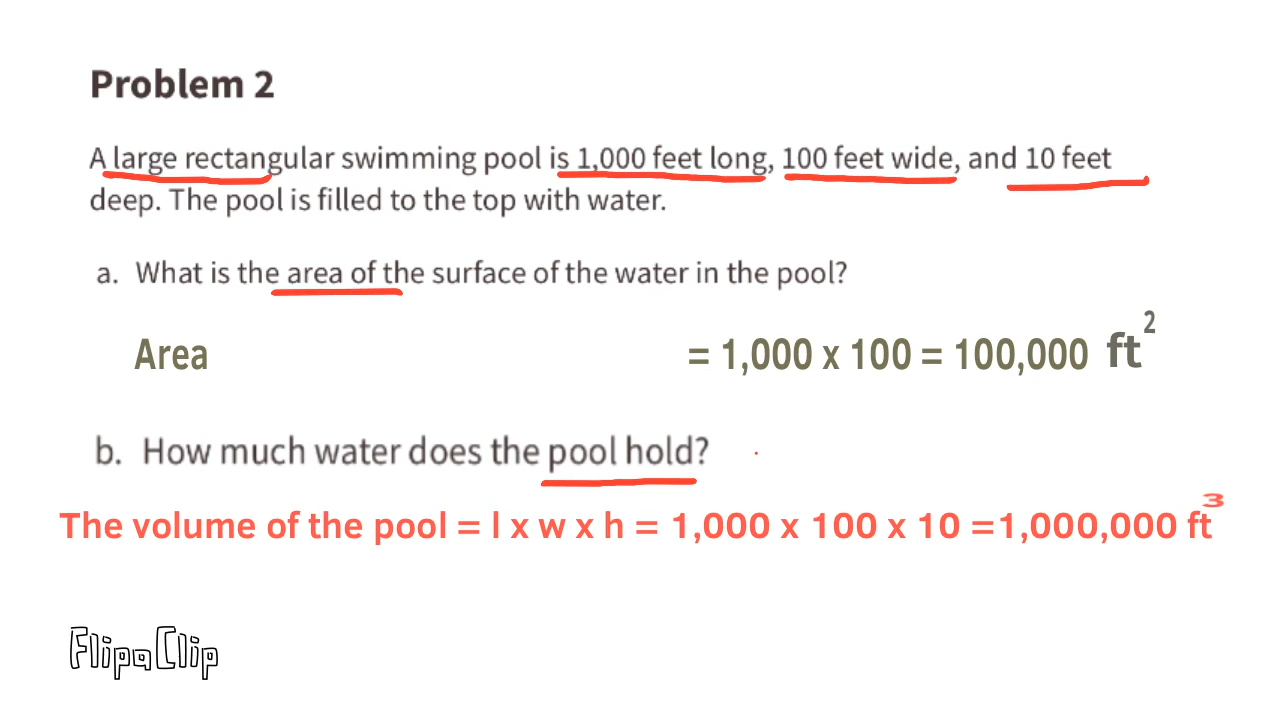 Problem 2
A large rectangular swimming pool is 1,000 feet long, 100 feet wide, and 10 feet
deep. The pool is filled to the top with water.
a. What is the area of the surface of the water in the pool?
Area = 1,000 x 100 = 100,000 ft²
b. How much water does the pool hold?
The volume of the pool = l x w x h = 1,000 x 100 x 10 =1,000,000 ft³
FlipaClip